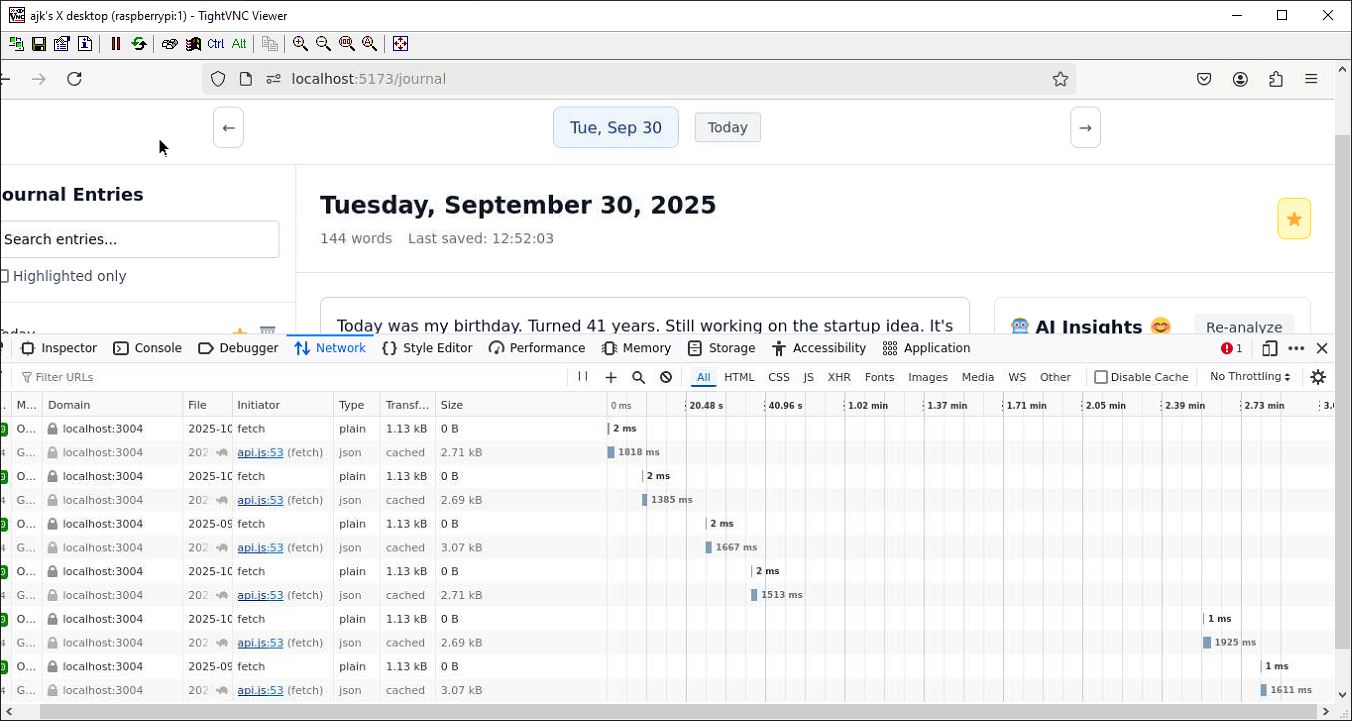 ajk's X desktop (raspberrypi:1) - TightVNC Viewer
Ctrl Alt
localhost:5173/journal
← Tue, Sep 30 Today →
ournal Entries
Search entries...
Highlighted only
Today
Tuesday, September 30, 2025
144 words Last saved: 12:52:03
Today was my birthday. Turned 41 years. Still working on the startup idea. It's
AI Insights Re-analyze
Inspector Console Debugger Network Style Editor Performance Memory Storage Accessibility Application 1
Filter URLs All HTML CSS JS XHR Fonts Images Media WS Other Disable Cache No Throttling
M... Domain File Initiator Type Transf... Size 0 ms 20.48 s 40.96 s 1.02 min 1.37 min 1.71 min 2.05 min 2.39 min 2.73 min 3.0
O... localhost:3004 2025-10 fetch plain 1.13 kB 0 B 2 ms
G... localhost:3004 202 api.js:53 (fetch) json cached 2.71 kB 1818 ms
O... localhost:3004 2025-10 fetch plain 1.13 kB 0 B 2 ms
G... localhost:3004 202 api.js:53 (fetch) json cached 2.69 kB 1385 ms
O... localhost:3004 2025-09 fetch plain 1.13 kB 0 B 2 ms
G... localhost:3004 202 api.js:53 (fetch) json cached 3.07 kB 1667 ms
O... localhost:3004 2025-10 fetch plain 1.13 kB 0 B 2 ms
G... localhost:3004 202 api.js:53 (fetch) json cached 2.71 kB 1513 ms
O... localhost:3004 2025-10 fetch plain 1.13 kB 0 B 1 ms
G... localhost:3004 202 api.js:53 (fetch) json cached 2.69 kB 1925 ms
O... localhost:3004 2025-09 fetch plain 1.13 kB 0 B 1 ms
G... localhost:3004 202 api.js:53 (fetch) json cached 3.07 kB 1611 ms